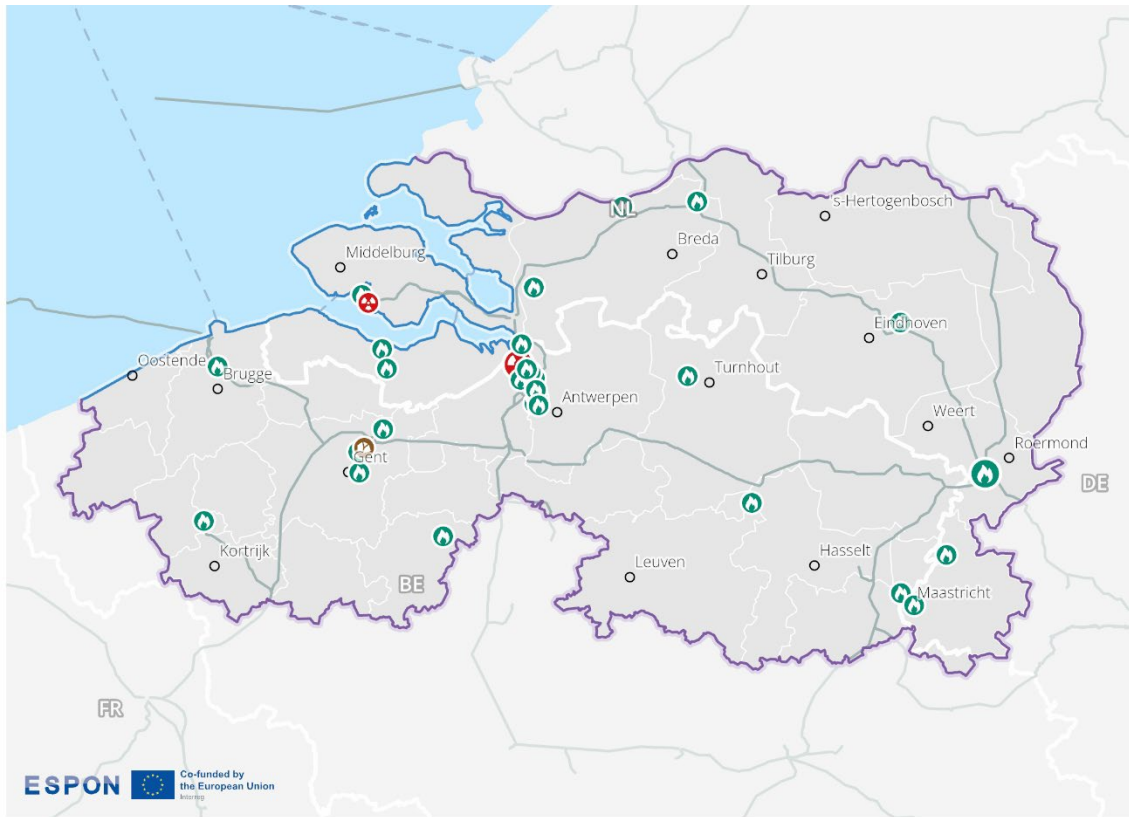 NL
's-Hertogenbosch
Breda
Middelburg
Tilburg
Eindhoven
Oostende
Brugge
Turnhout
Antwerpen
Weert
Roermond
Gent
DE
Kortrijk
Hasselt
Leuven
BE
Maastricht
FR
ESPON
Co-funded by
the European Union
Interreg